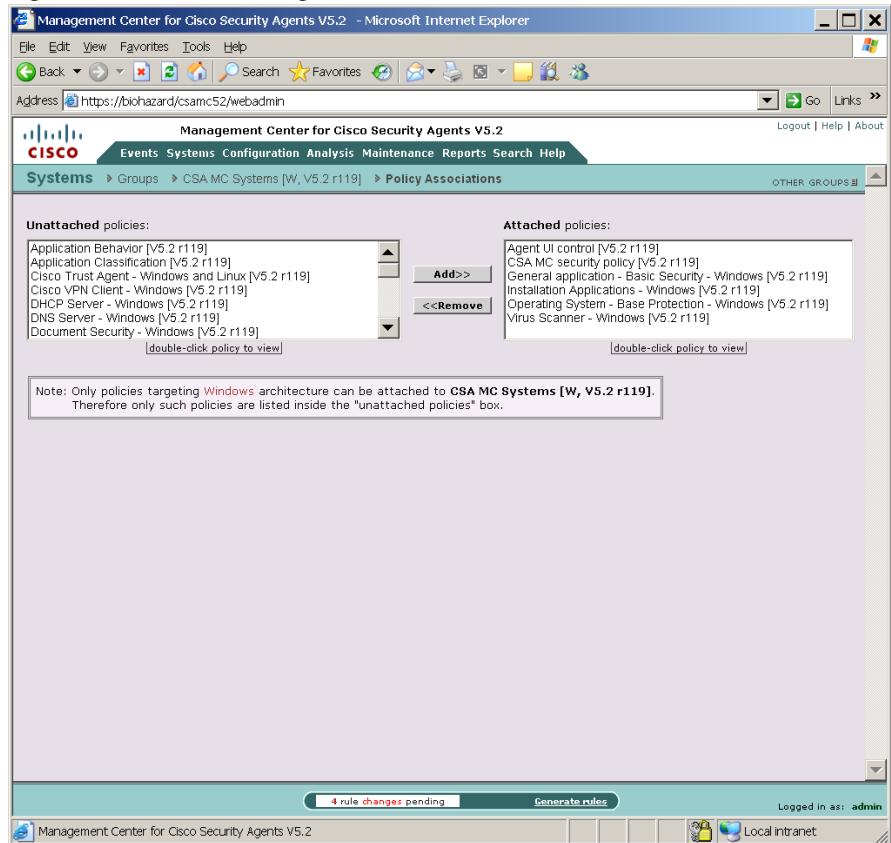 Management Center for Cisco Security Agents V5.2 - Microsoft Internet Explorer
File Edit View Favorites Tools Help
Back Search Favorites
Address https://biohazard/csamc52/webadmin Go Links »
Management Center for Cisco Security Agents V5.2
Logout | Help | About
CISCO
Events Systems Configuration Analysis Maintenance Reports Search Help
Systems Groups CSA MC Systems [W, V5.2 r119] Policy Associations
OTHER GROUPS
Unattached policies:
Application Behavior [V5.2 r119]
Application Classification [V5.2 r119]
Cisco Trust Agent - Windows and Linux [V5.2 r119]
Cisco VPN Client - Windows [V5.2 r119]
DHCP Server - Windows [V5.2 r119]
DNS Server - Windows [V5.2 r119]
Document Security - Windows [V5.2 r119]
double-click policy to view
Add>>
<<Remove
Attached policies:
Agent UI control [V5.2 r119]
CSA MC security policy [V5.2 r119]
General application - Basic Security - Windows [V5.2 r119]
Installation Applications - Windows [V5.2 r119]
Operating System - Base Protection - Windows [V5.2 r119]
Virus Scanner - Windows [V5.2 r119]
double-click policy to view
Note: Only policies targeting Windows architecture can be attached to CSA MC Systems [W, V5.2 r119].
Therefore only such policies are listed inside the "unattached policies" box.
4 rule changes pending
Generate rules
Logged in as: admin
Management Center for Cisco Security Agents V5.2
Local intranet